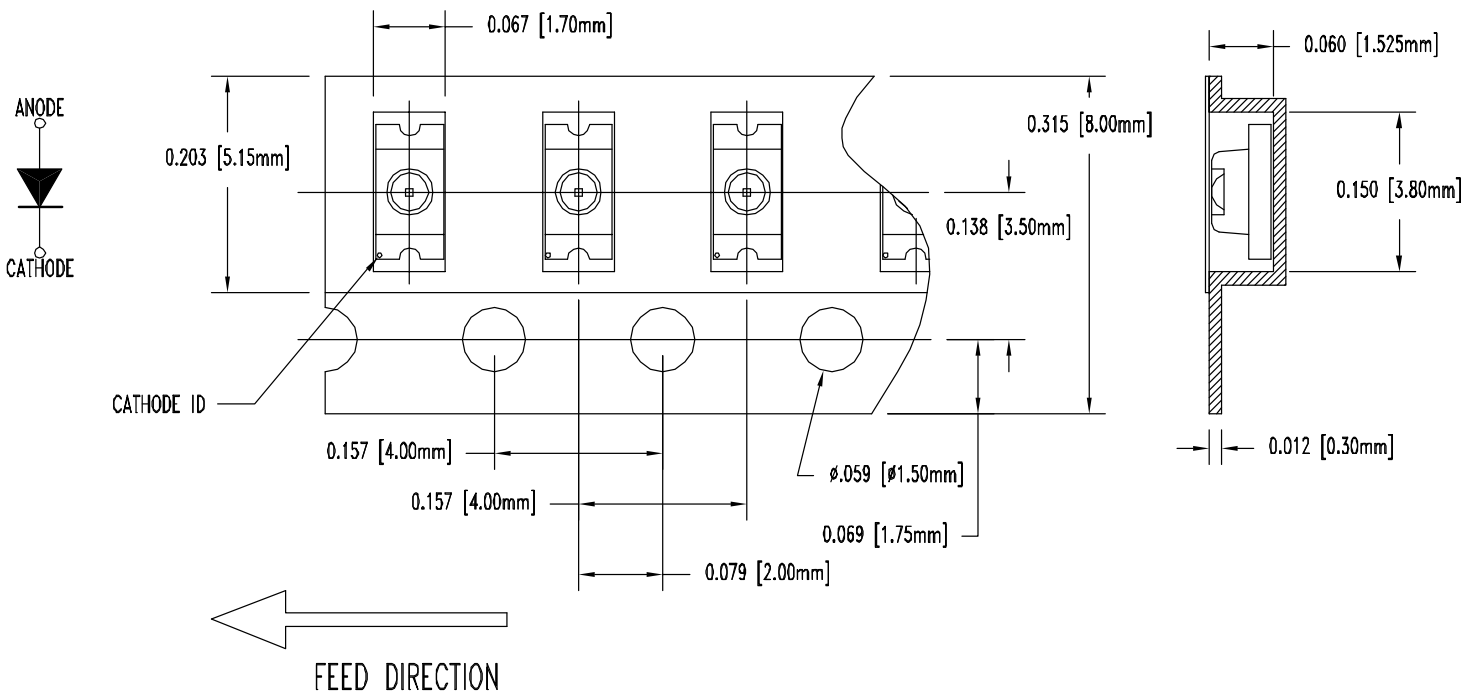 0.067 [1.70mm]
0.060 [1.525mm]
ANODE
0.315 [8.00mm]
0.203 [5.15mm]
0.150 [3.80mm]
0.138 [3.50mm]
CATHODE
CATHODE ID
0.157 [4.00mm]
0.012 [0.30mm]
ø.059 [ø1.50mm]
0.157 [4.00mm]
0.069 [1.75mm]
0.079 [2.00mm]
FEED DIRECTION